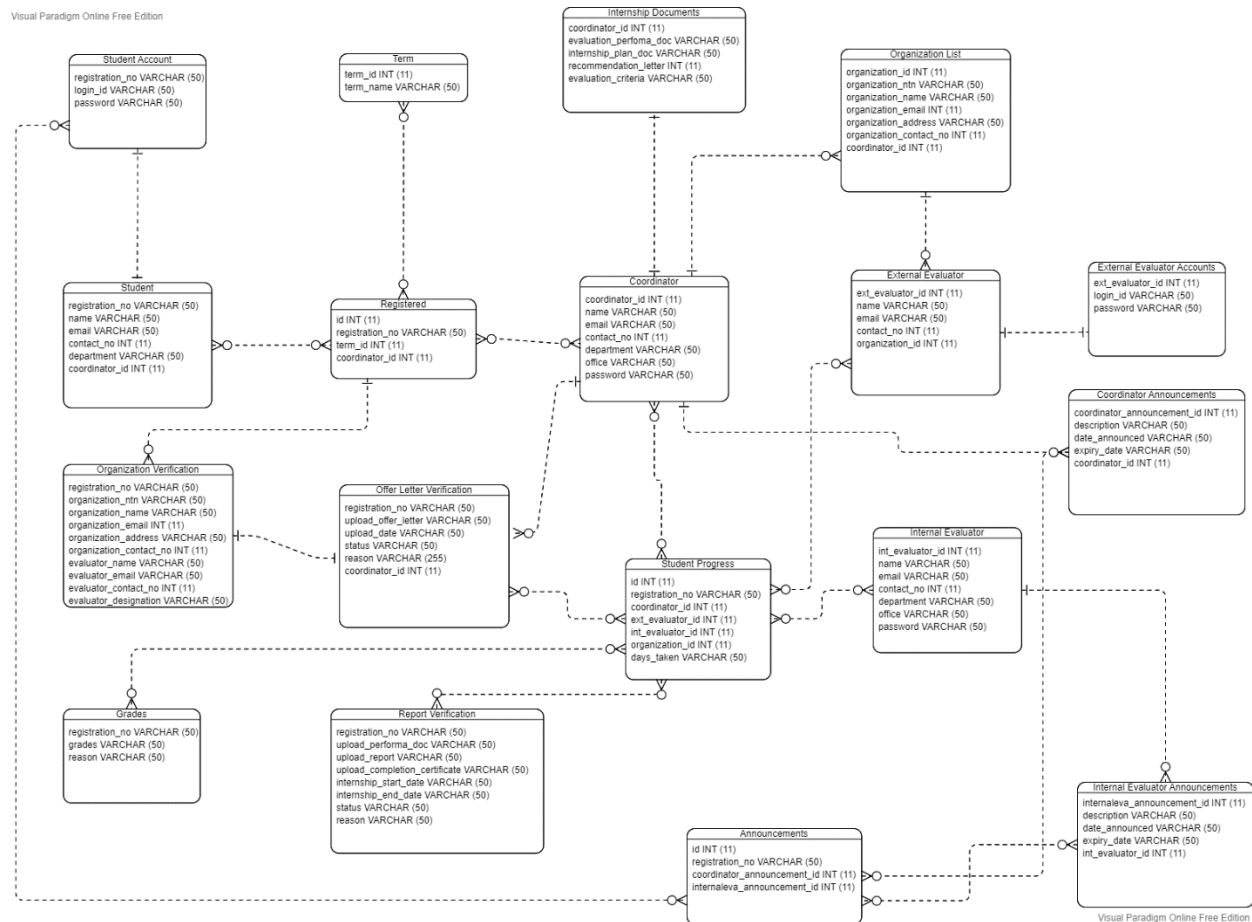 Visual Paradigm Online Free Edition
Internship Documents
coordinator_id INT (11)
evaluation_perfoma_doc VARCHAR (50)
internship_plan_doc VARCHAR (50)
recommendation_letter INT (11)
evaluation_criteria VARCHAR (50)
Student Account
registration_no VARCHAR (50)
login_id VARCHAR (50)
password VARCHAR (50)
Term
term_id INT (11)
term_name VARCHAR (50)
Organization List
organization_id INT (11)
organization_ntn VARCHAR (50)
organization_name VARCHAR (50)
organization_email INT (11)
organization_address VARCHAR (50)
organization_contact_no INT (11)
coordinator_id INT (11)
Student
registration_no VARCHAR (50)
name VARCHAR (50)
email VARCHAR (50)
contact_no INT (11)
department VARCHAR (50)
coordinator_id INT (11)
Registered
id INT (11)
registration_no VARCHAR (50)
term_id INT (11)
coordinator_id INT (11)
Coordinator
coordinator_id INT (11)
name VARCHAR (50)
email VARCHAR (50)
contact_no INT (11)
department VARCHAR (50)
office VARCHAR (50)
password VARCHAR (50)
External Evaluator
ext_evaluator_id INT (11)
name VARCHAR (50)
email VARCHAR (50)
contact_no INT (11)
organization_id INT (11)
External Evaluator Accounts
ext_evaluator_id INT (11)
login_id VARCHAR (50)
password VARCHAR (50)
Coordinator Announcements
coordinator_announcement_id INT (11)
description VARCHAR (50)
date_announced VARCHAR (50)
expiry_date VARCHAR (50)
coordinator_id INT (11)
Organization Verification
registration_no VARCHAR (50)
organization_ntn VARCHAR (50)
organization_name VARCHAR (50)
organization_email INT (11)
organization_address VARCHAR (50)
organization_contact_no INT (11)
evaluator_name VARCHAR (50)
evaluator_email VARCHAR (50)
evaluator_contact_no INT (11)
evaluator_designation VARCHAR (50)
Offer Letter Verification
registration_no VARCHAR (50)
upload_offer_letter VARCHAR (50)
upload_date VARCHAR (50)
status VARCHAR (50)
reason VARCHAR (255)
coordinator_id INT (11)
Student Progress
id INT (11)
registration_no VARCHAR (50)
coordinator_id INT (11)
ext_evaluator_id INT (11)
int_evaluator_id INT (11)
organization_id INT (11)
days_taken VARCHAR (50)
Internal Evaluator
int_evaluator_id INT (11)
name VARCHAR (50)
email VARCHAR (50)
contact_no INT (11)
department VARCHAR (50)
office VARCHAR (50)
password VARCHAR (50)
Grades
registration_no VARCHAR (50)
grades VARCHAR (50)
reason VARCHAR (50)
Report Verification
registration_no VARCHAR (50)
upload_performa_doc VARCHAR (50)
upload_report VARCHAR (50)
upload_completion_certificate VARCHAR (50)
internship_start_date VARCHAR (50)
internship_end_date VARCHAR (50)
status VARCHAR (50)
reason VARCHAR (50)
Announcements
id INT (11)
registration_no VARCHAR (50)
coordinator_announcement_id INT (11)
internaleva_announcement_id INT (11)
Internal Evaluator Announcements
internaleva_announcement_id INT (11)
description VARCHAR (50)
date_announced VARCHAR (50)
expiry_date VARCHAR (50)
int_evaluator_id INT (11)
Visual Paradigm Online Free Edition